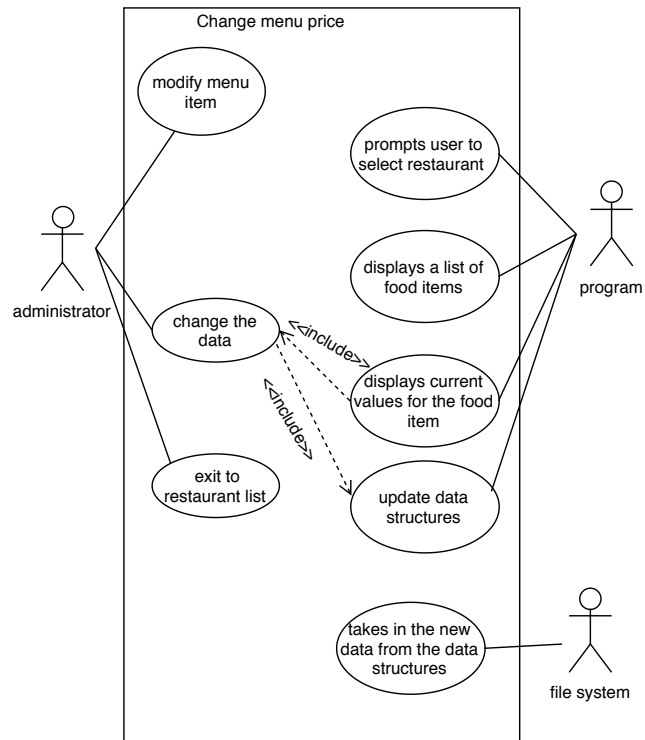 Change menu price
modify menu
item
prompts user to
select restaurant
administrator
displays a list of
food items
program
change the
data
<<include>>
displays current
values for the food
item
<<include>>
exit to
restaurant list
update data
structures
takes in the new
data from the data
structures
file system